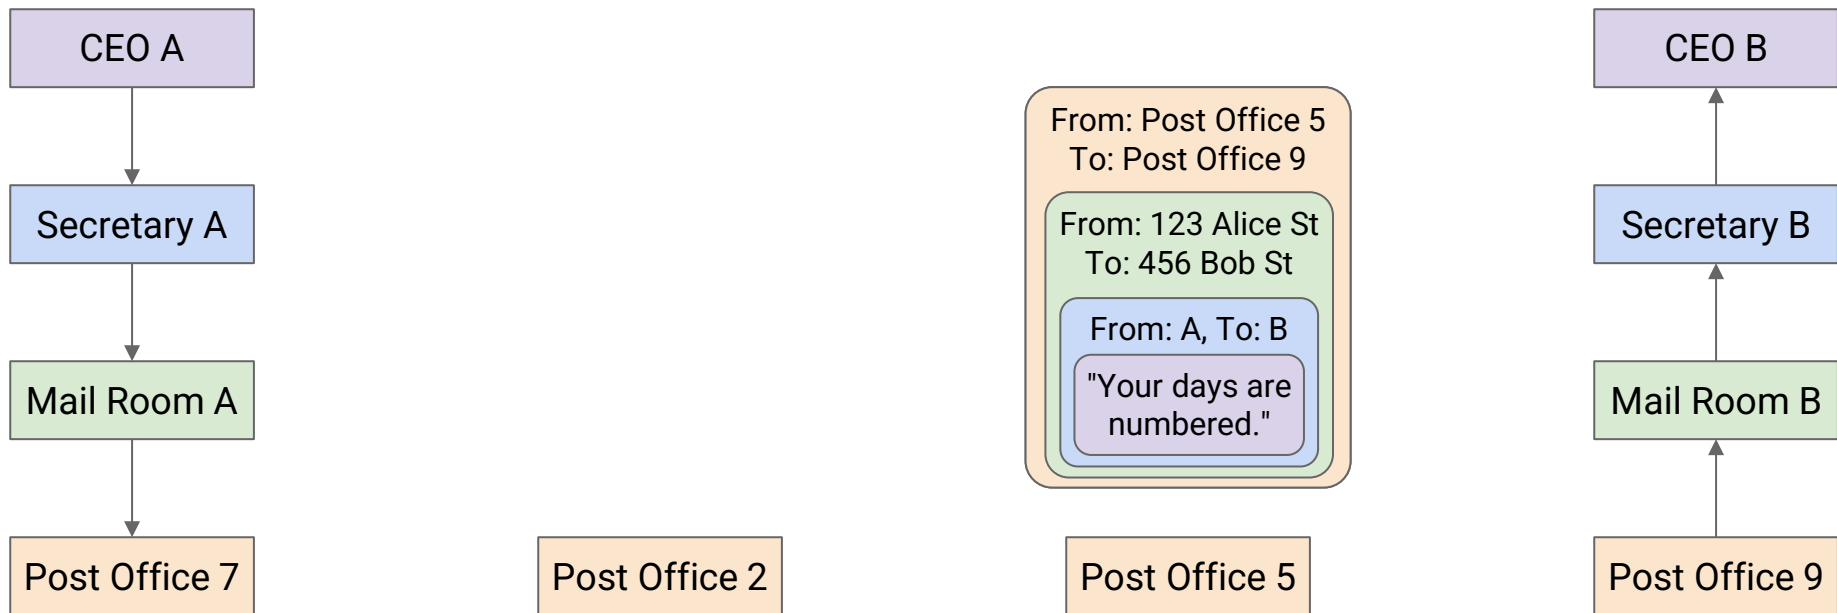 CEO A
Secretary A
Mail Room A
Post Office 7
Post Office 2
From: Post Office 5
To: Post Office 9
From: 123 Alice St
To: 456 Bob St
From: A, To: B
"Your days are
numbered."
Post Office 5
CEO B
Secretary B
Mail Room B
Post Office 9